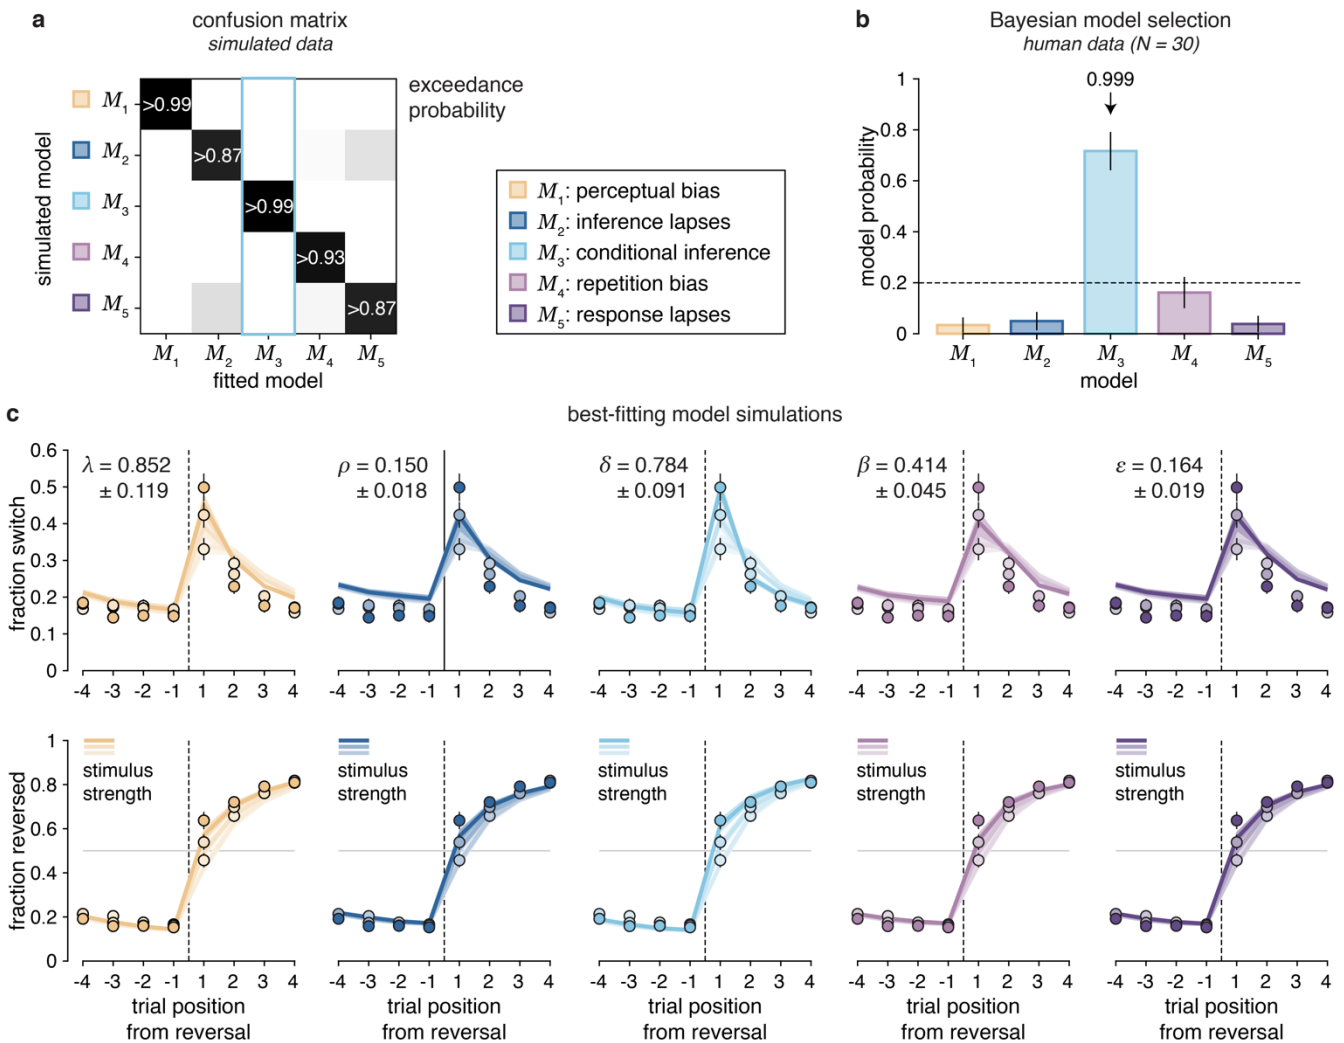 a
confusion matrix
simulated data
exceedance
probability
simulated model
M1
M2
M3
M4
M5
>0.99
>0.87
>0.99
>0.93
>0.87
M1 M2 M3 M4 M5
fitted model
M1: perceptual bias
M2: inference lapses
M3: conditional inference
M4: repetition bias
M5: response lapses
b
Bayesian model selection
human data (N = 30)
0.999
model probability
1
0.8
0.6
0.4
0.2
0
M1 M2 M3 M4 M5
model
c
best-fitting model simulations
fraction switch
0.6
0.5
0.4
0.3
0.2
0.1
0
λ = 0.852
± 0.119
ρ = 0.150
± 0.018
δ = 0.784
± 0.091
β = 0.414
± 0.045
ε = 0.164
± 0.019
-4 -3 -2 -1 1 2 3 4
-4 -3 -2 -1 1 2 3 4
-4 -3 -2 -1 1 2 3 4
-4 -3 -2 -1 1 2 3 4
-4 -3 -2 -1 1 2 3 4
fraction reversed
1
0.8
0.6
0.4
0.2
0
stimulus
strength
stimulus
strength
stimulus
strength
stimulus
strength
stimulus
strength
-4 -3 -2 -1 1 2 3 4
-4 -3 -2 -1 1 2 3 4
-4 -3 -2 -1 1 2 3 4
-4 -3 -2 -1 1 2 3 4
-4 -3 -2 -1 1 2 3 4
trial position
from reversal
trial position
from reversal
trial position
from reversal
trial position
from reversal
trial position
from reversal